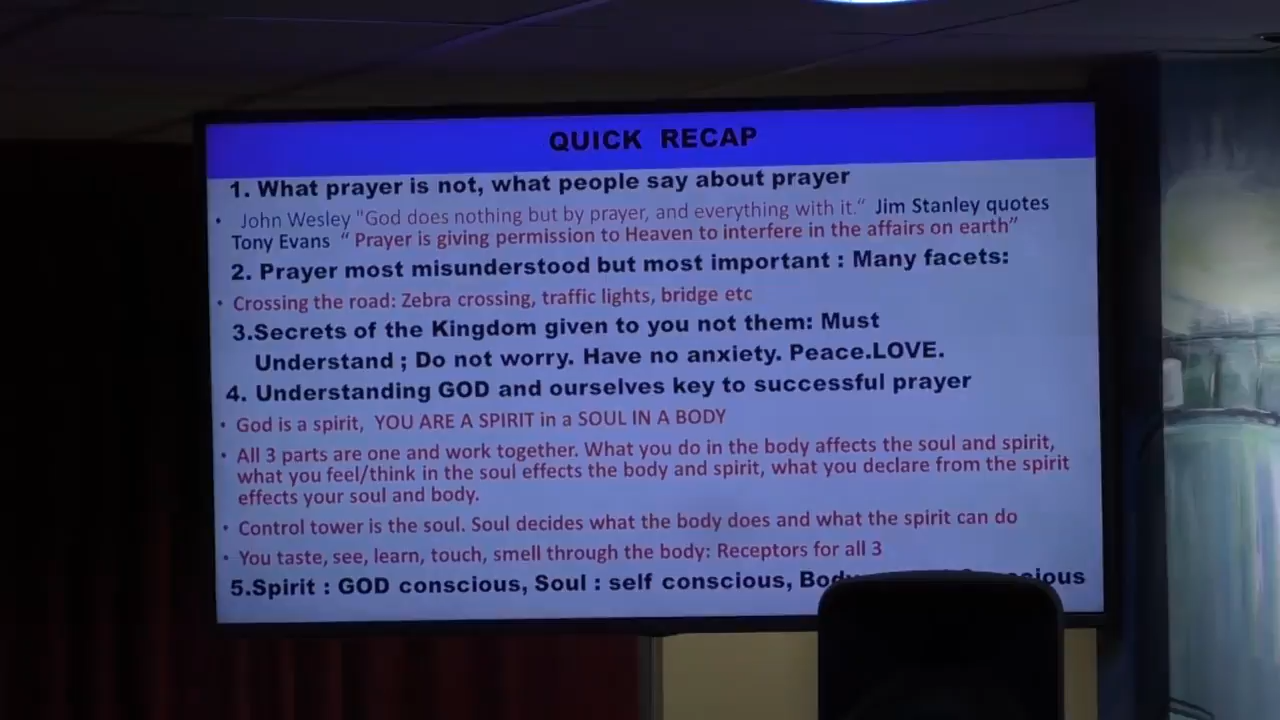 QUICK RECAP
1. What prayer is not, what people say about prayer
• John Wesley "God does nothing but by prayer, and everything with it.“ Jim Stanley quotes
Tony Evans “ Prayer is giving permission to Heaven to interfere in the affairs on earth”
2. Prayer most misunderstood but most important : Many facets:
• Crossing the road: Zebra crossing, traffic lights, bridge etc
3.Secrets of the Kingdom given to you not them: Must
Understand ; Do not worry. Have no anxiety. Peace.LOVE.
4. Understanding GOD and ourselves key to successful prayer
• God is a spirit, YOU ARE A SPIRIT in a SOUL IN A BODY
• All 3 parts are one and work together. What you do in the body affects the soul and spirit,
what you feel/think in the soul effects the body and spirit, what you declare from the spirit
effects your soul and body.
• Control tower is the soul. Soul decides what the body does and what the spirit can do
• You taste, see, learn, touch, smell through the body: Receptors for all 3
5.Spirit : GOD conscious, Soul : self conscious,